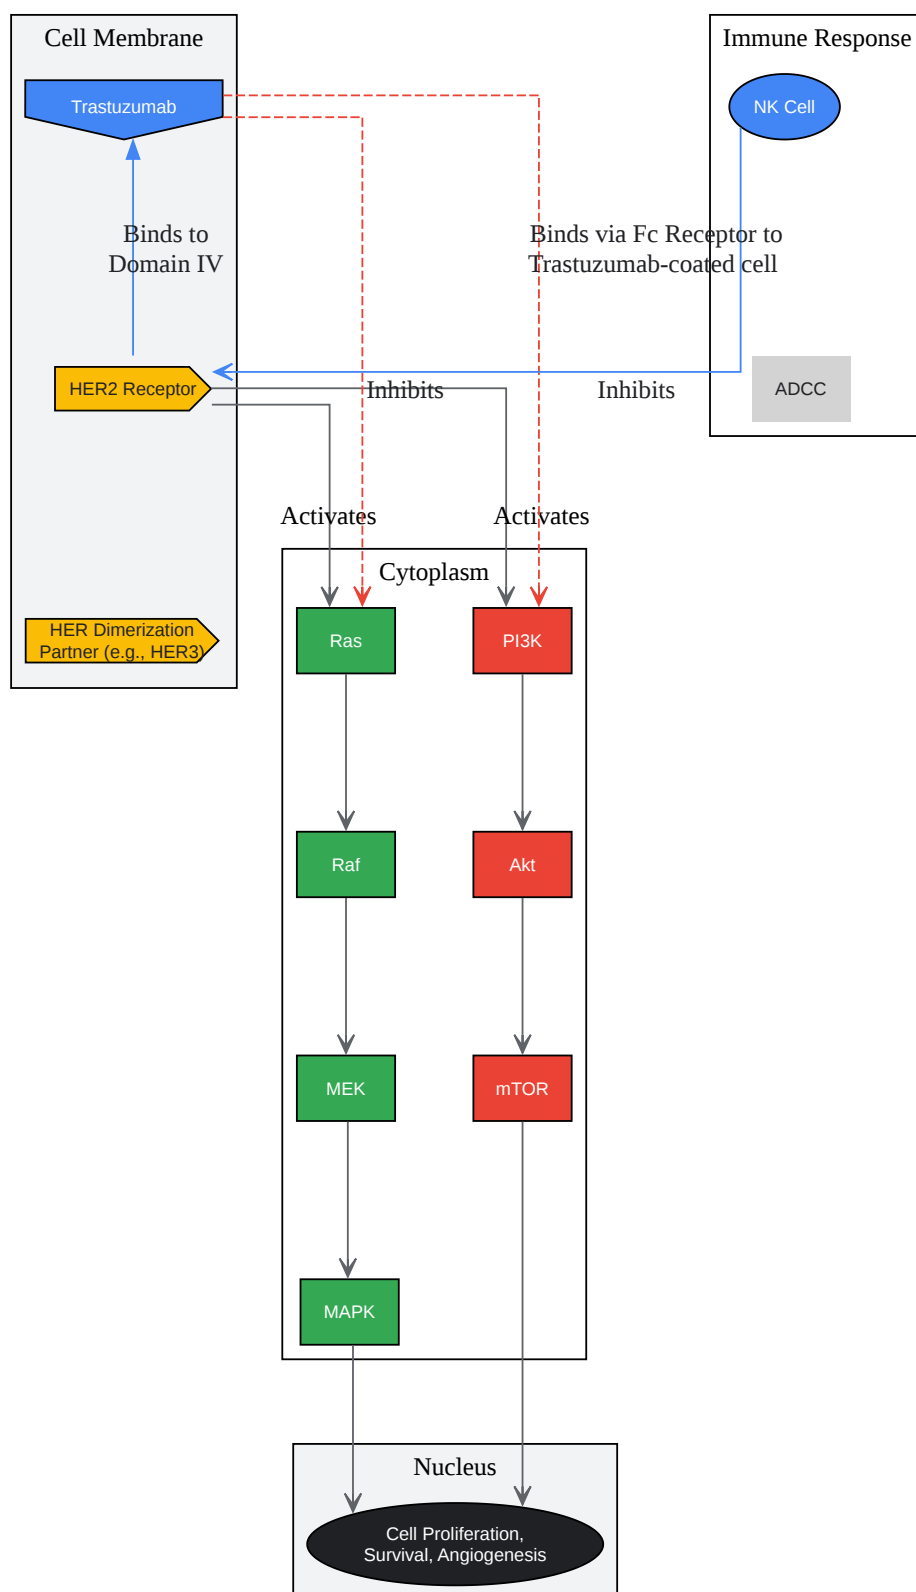 Cell Membrane
Immune Response
Trastuzumab
NK Cell
Binds to
Domain IV
Binds via Fc Receptor to
Trastuzumab-coated cell
HER2 Receptor
Inhibits
Inhibits
ADCC
Activates
Activates
Cytoplasm
HER Dimerization
Partner (e.g., HER3)
Ras
PI3K
Raf
Akt
MEK
mTOR
MAPK
Nucleus
Cell Proliferation,
Survival, Angiogenesis